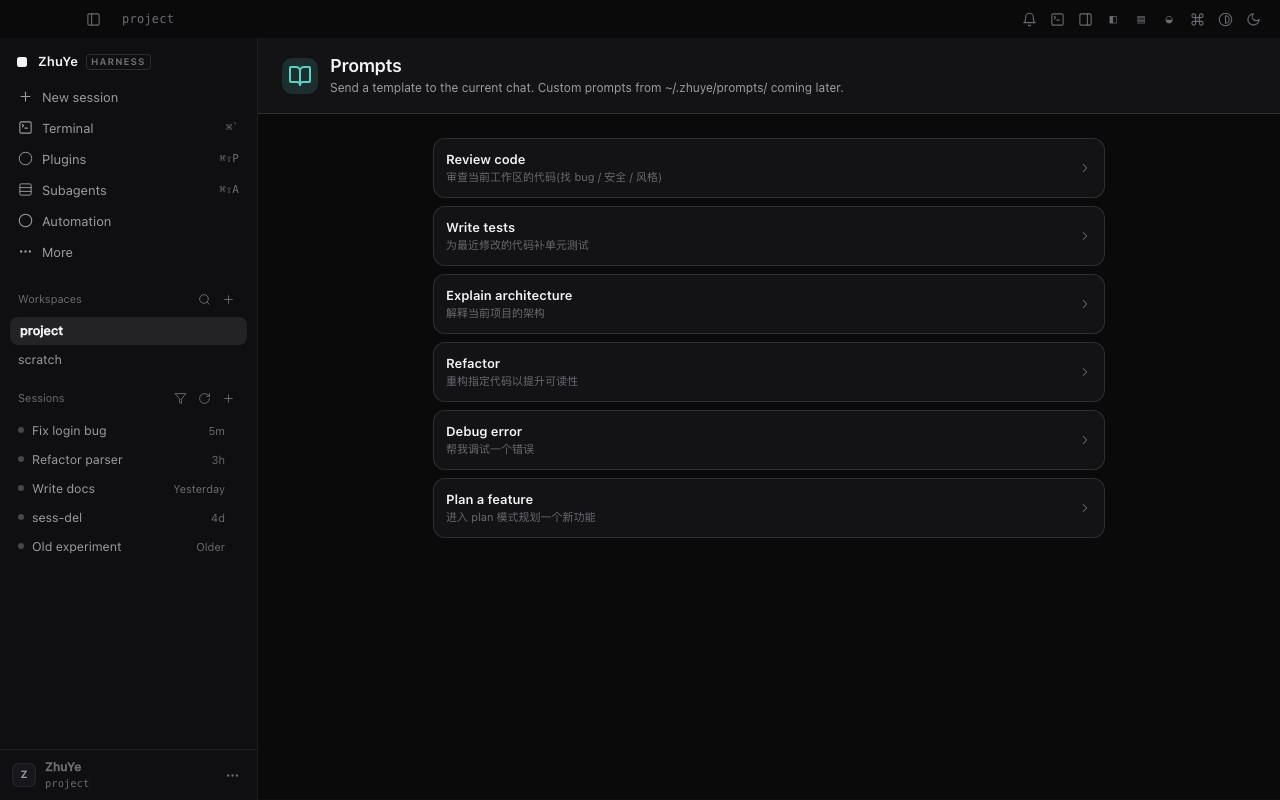 project
ZhuYe HARNESS
New session
Terminal ⌘`
Plugins ⌘⇧P
Subagents ⌘⇧A
Automation
More
Workspaces
project
scratch
Sessions
Fix login bug 5m
Refactor parser 3h
Write docs Yesterday
sess-del 4d
Old experiment Older
Z
ZhuYe
project
Prompts
Send a template to the current chat. Custom prompts from ~/.zhuye/prompts/ coming later.
Review code
审查当前工作区的代码(找 bug / 安全 / 风格)
Write tests
为最近修改的代码补单元测试
Explain architecture
解释当前项目的架构
Refactor
重构指定代码以提升可读性
Debug error
帮我调试一个错误
Plan a feature
进入 plan 模式规划一个新功能